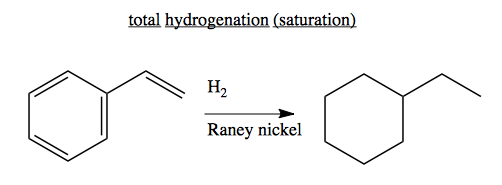 total hydrogenation (saturation)
H₂
Raney nickel